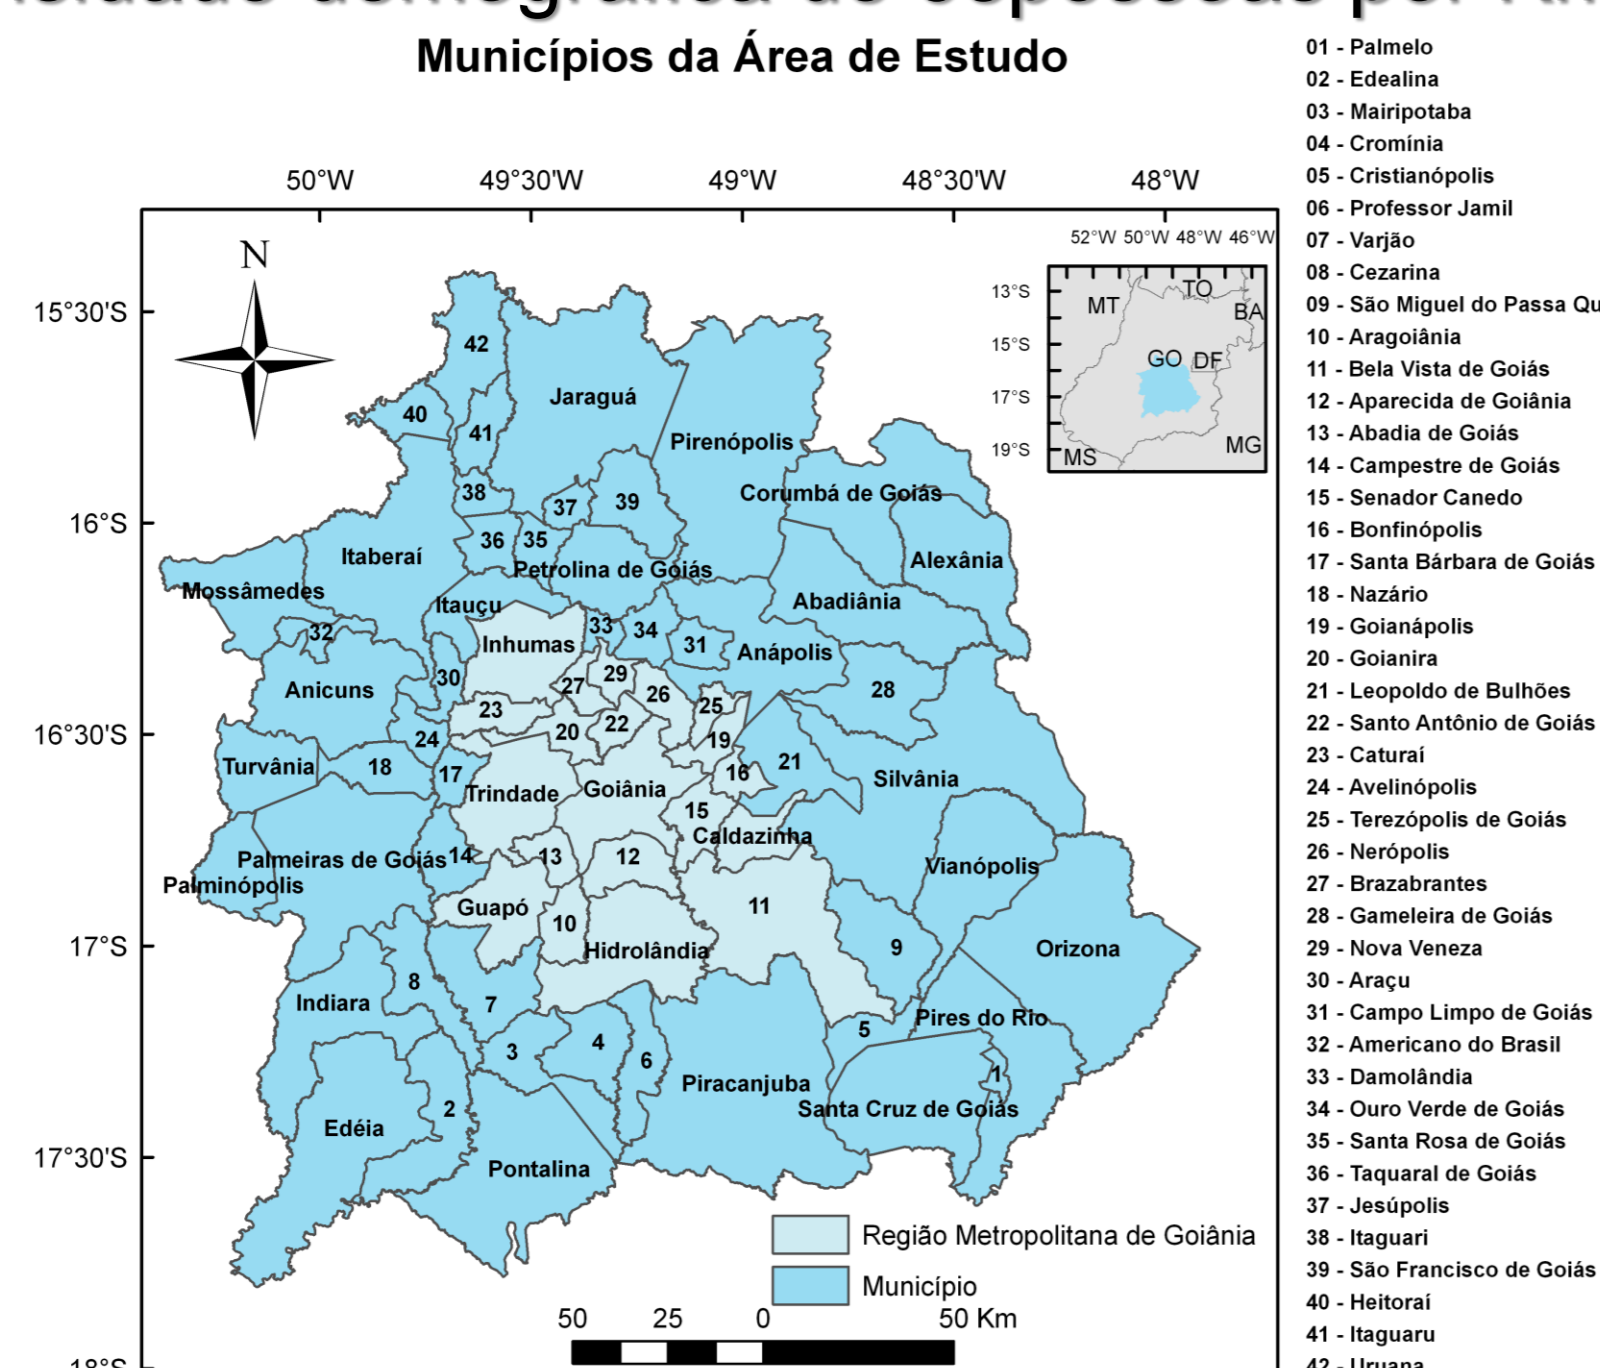 Municípios da Área de Estudo
50°W 49°30'W 49°W 48°30'W 48°W
N
52°W 50°W 48°W 46°W
13°S
15°S
17°S
19°S
MT
TO
BA
GO
DF
MS
MG
15°30'S
16°S
16°30'S
17°S
17°30'S
18°S
42
Jaraguá
40
41
Pirenópolis
38
37
39
Corumbá de Goiás
36
35
Itaberaí
Alexânia
Petrolina de Goiás
Mossâmedes
Itauçu
Abadiânia
32
33
34
31
Inhumas
Anápolis
30
29
27
26
28
Anicuns
23
25
22
20
19
24
Turvânia
18
17
16
21
Silvânia
Trindade
Goiânia
15
Caldazinha
Palmeiras de Goiás
14
13
12
Vianópolis
Palminópolis
Guapó
10
11
9
Hidrolândia
Orizona
8
Indiara
7
Pires do Rio
5
3
4
6
1
Piracanjuba
Santa Cruz de Goiás
2
Edéia
Pontalina
Região Metropolitana de Goiânia
Município
50 25 0 50 Km
01 - Palmelo
02 - Edealina
03 - Mairipotaba
04 - Cromínia
05 - Cristianópolis
06 - Professor Jamil
07 - Varjão
08 - Cezarina
09 - São Miguel do Passa Qu
10 - Aragoiânia
11 - Bela Vista de Goiás
12 - Aparecida de Goiânia
13 - Abadia de Goiás
14 - Campestre de Goiás
15 - Senador Canedo
16 - Bonfinópolis
17 - Santa Bárbara de Goiás
18 - Nazário
19 - Goianápolis
20 - Goianira
21 - Leopoldo de Bulhões
22 - Santo Antônio de Goiás
23 - Caturaí
24 - Avelinópolis
25 - Terezópolis de Goiás
26 - Nerópolis
27 - Brazabrantes
28 - Gameleira de Goiás
29 - Nova Veneza
30 - Araçu
31 - Campo Limpo de Goiás
32 - Americano do Brasil
33 - Damolândia
34 - Ouro Verde de Goiás
35 - Santa Rosa de Goiás
36 - Taquaral de Goiás
37 - Jesúpolis
38 - Itaguari
39 - São Francisco de Goiás
40 - Heitoraí
41 - Itaguaru
42 - Uruana